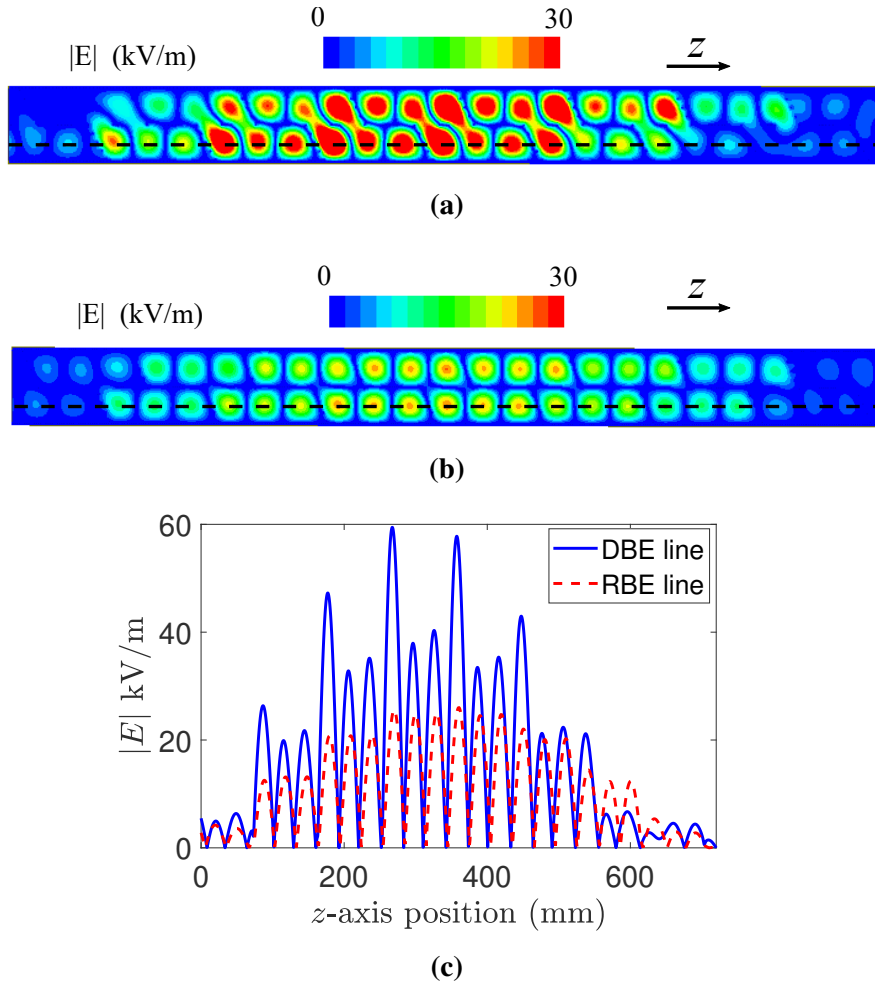 0 30
|E| (kV/m)
z
(a)
0 30
|E| (kV/m)
z
(b)
60
40
20
0
|E| kV/m
DBE line
RBE line
0 200 400 600
z-axis position (mm)
(c)